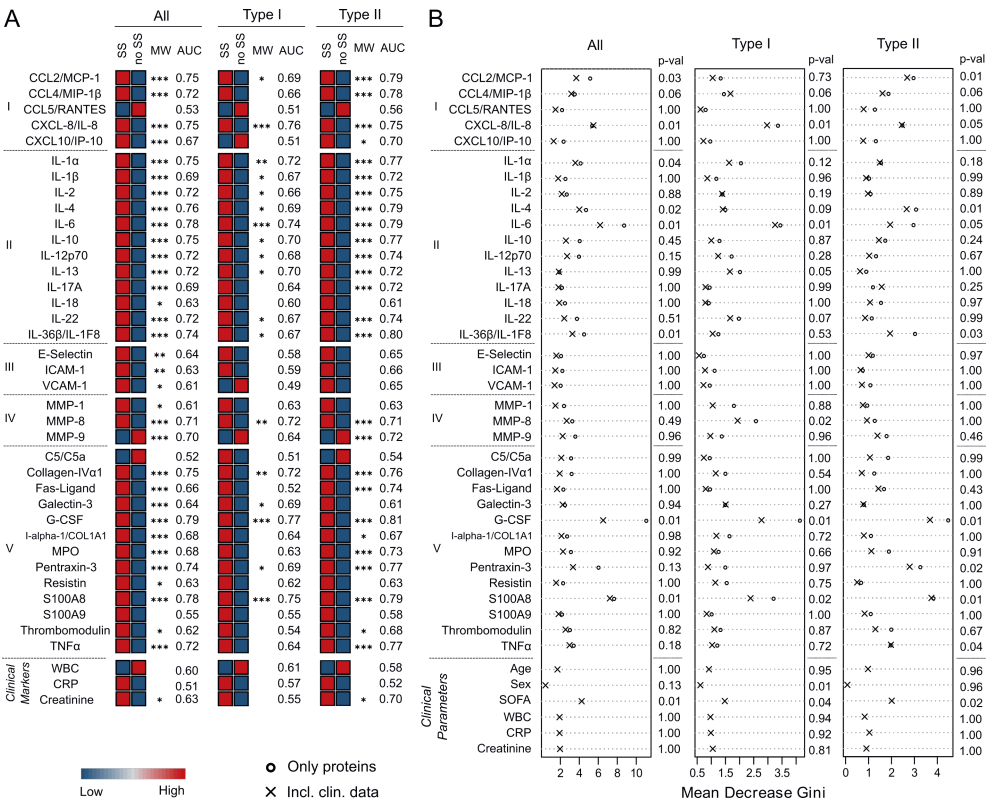 A
All Type I Type II
SS no SS MW AUC SS no SS MW AUC SS no SS MW AUC
I
CCL2/MCP-1 *** 0.75 * 0.69 *** 0.79
CCL4/MIP-1β *** 0.72 0.66 *** 0.78
CCL5/RANTES 0.53 0.51 0.56
CXCL-8/IL-8 *** 0.75 *** 0.76 *** 0.75
CXCL10/IP-10 *** 0.67 0.51 * 0.70
II
IL-1α *** 0.75 ** 0.72 *** 0.77
IL-1β *** 0.69 * 0.67 *** 0.72
IL-2 *** 0.72 * 0.66 *** 0.75
IL-4 *** 0.76 * 0.69 *** 0.79
IL-6 *** 0.78 *** 0.74 *** 0.79
IL-10 *** 0.75 * 0.70 *** 0.77
IL-12p70 *** 0.72 * 0.68 *** 0.74
IL-13 *** 0.72 * 0.70 *** 0.72
IL-17A *** 0.69 0.64 *** 0.72
IL-18 * 0.63 0.60 0.61
IL-22 *** 0.72 * 0.67 *** 0.74
IL-36β/IL-1F8 *** 0.74 * 0.67 *** 0.80
III
E-Selectin ** 0.64 0.58 0.65
ICAM-1 ** 0.63 0.59 0.66
VCAM-1 * 0.61 0.49 0.65
IV
MMP-1 * 0.61 0.63 0.63
MMP-8 *** 0.71 ** 0.72 *** 0.71
MMP-9 *** 0.70 0.64 *** 0.72
V
C5/C5a 0.52 0.51 0.54
Collagen-IVα1 *** 0.75 ** 0.72 *** 0.76
Fas-Ligand *** 0.66 0.52 *** 0.74
Galectin-3 *** 0.64 * 0.69 0.61
G-CSF *** 0.79 *** 0.77 *** 0.81
I-alpha-1/COL1A1 *** 0.68 0.64 * 0.67
MPO *** 0.68 0.63 *** 0.73
Pentraxin-3 *** 0.74 * 0.69 *** 0.77
Resistin * 0.63 0.62 0.63
S100A8 *** 0.78 *** 0.75 *** 0.79
S100A9 0.55 0.55 0.58
Thrombomodulin * 0.62 0.54 * 0.68
TNFα *** 0.72 0.64 *** 0.77
Clinical
Markers
WBC 0.60 0.61 0.58
CRP 0.51 0.57 0.52
Creatinine * 0.63 0.55 * 0.70
Low High
Only proteins
Incl. clin. data
B
All Type I Type II
p-val p-val p-val
I
CCL2/MCP-1 0.03 0.73 0.01
CCL4/MIP-1β 0.06 0.06 0.06
CCL5/RANTES 1.00 1.00 1.00
CXCL-8/IL-8 0.01 0.01 0.05
CXCL10/IP-10 1.00 1.00 1.00
II
IL-1α 0.04 0.12 0.18
IL-1β 1.00 0.96 0.99
IL-2 0.88 0.19 0.89
IL-4 0.02 0.09 0.01
IL-6 0.01 0.01 0.05
IL-10 0.45 0.87 0.24
IL-12p70 0.15 0.28 0.67
IL-13 0.99 0.05 1.00
IL-17A 1.00 0.99 0.25
IL-18 1.00 1.00 0.97
IL-22 0.51 0.07 0.99
IL-36β/IL-1F8 0.01 0.53 0.03
III
E-Selectin 1.00 1.00 0.97
ICAM-1 1.00 1.00 1.00
VCAM-1 1.00 1.00 1.00
IV
MMP-1 1.00 0.88 1.00
MMP-8 0.49 0.02 1.00
MMP-9 0.96 0.96 0.46
V
C5/C5a 0.99 1.00 0.99
Collagen-IVα1 1.00 0.54 1.00
Fas-Ligand 1.00 1.00 0.43
Galectin-3 0.94 0.27 1.00
G-CSF 0.01 0.01 0.01
I-alpha-1/COL1A1 0.98 0.72 1.00
MPO 0.92 0.66 0.91
Pentraxin-3 0.13 0.97 0.02
Resistin 1.00 0.75 1.00
S100A8 0.01 0.02 0.01
S100A9 1.00 1.00 1.00
Thrombomodulin 0.82 0.87 0.67
TNFα 0.18 0.72 0.04
Clinical
Parameters
Age 1.00 0.95 0.96
Sex 0.13 0.01 0.96
SOFA 0.01 0.04 0.02
WBC 1.00 0.94 1.00
CRP 1.00 0.92 1.00
Creatinine 1.00 0.81 1.00
2 4 6 8 10 0.5 1.5 2.5 3.5 0 1 2 3 4
Mean Decrease Gini